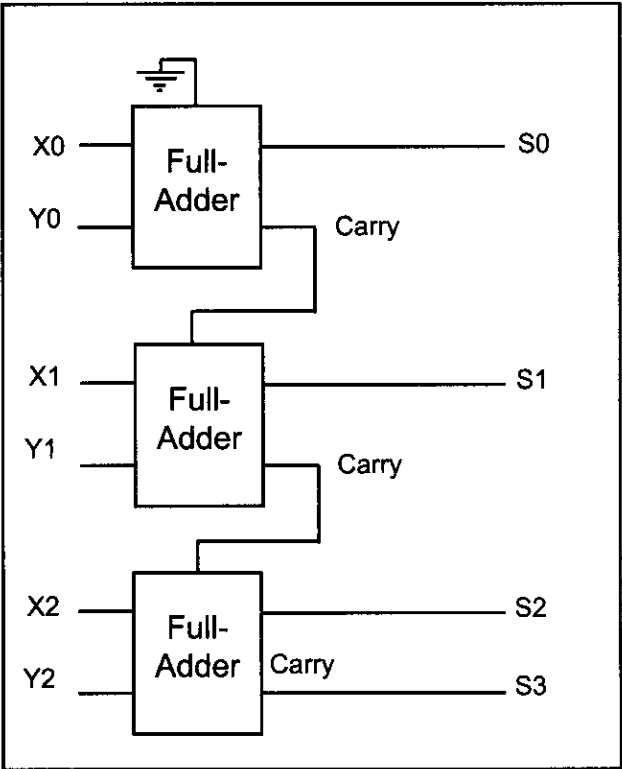 X0
Full-
Adder
S0
Y0
Carry
X1
Full-
Adder
S1
Y1
Carry
X2
Full-
Adder
S2
Y2
Carry
S3